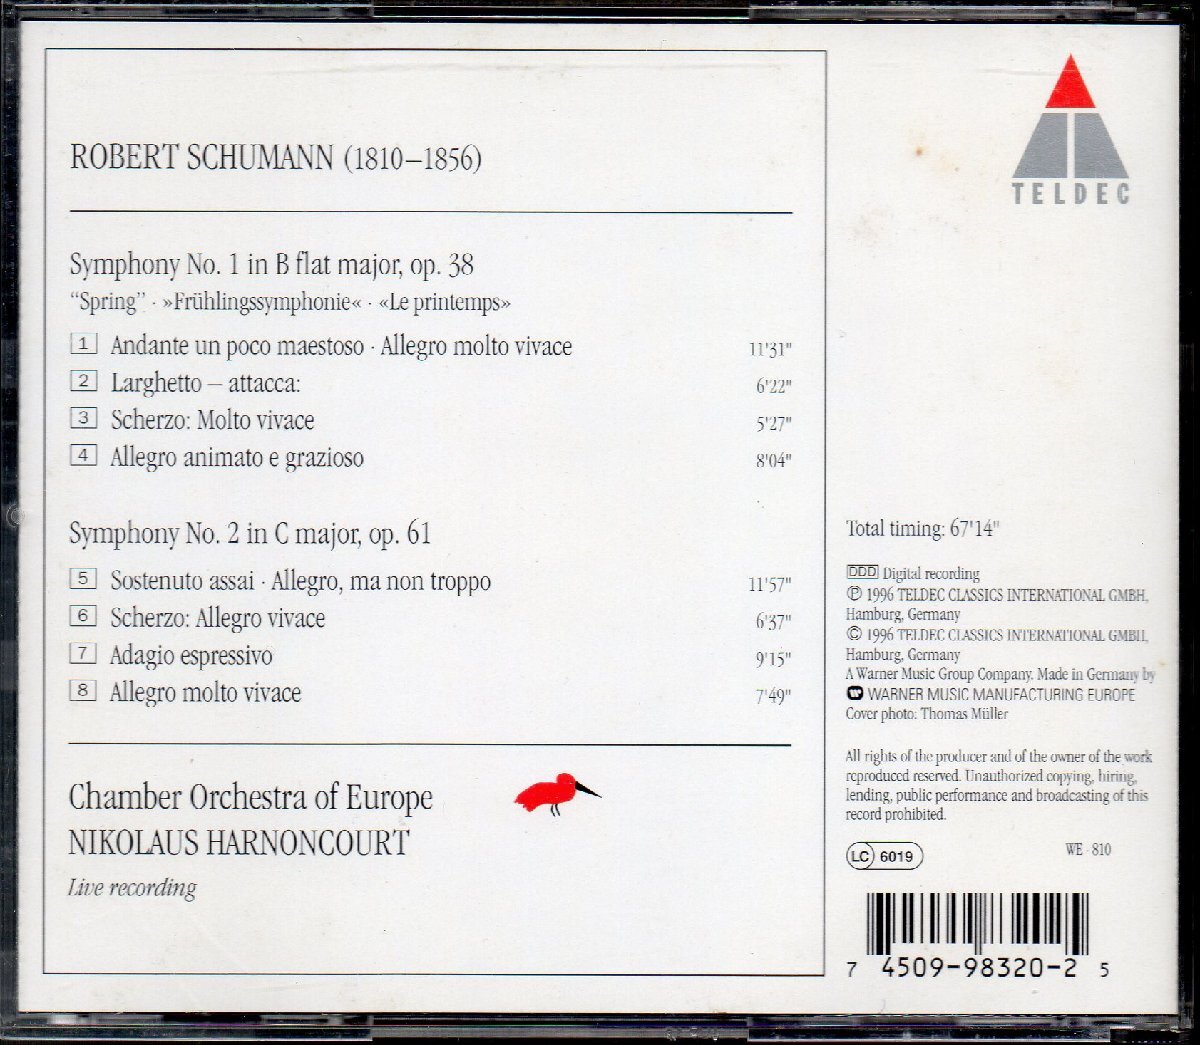 ROBERT SCHUMANN (1810–1856)
Symphony No. 1 in B flat major, op. 38
“Spring” · »Frühlingssymphonie« · «Le printemps»
1 Andante un poco maestoso · Allegro molto vivace 11'31"
2 Larghetto – attacca: 6'22"
3 Scherzo: Molto vivace 5'27"
4 Allegro animato e grazioso 8'04"
Symphony No. 2 in C major, op. 61
5 Sostenuto assai · Allegro, ma non troppo 11'57"
6 Scherzo: Allegro vivace 6'37"
7 Adagio espressivo 9'15"
8 Allegro molto vivace 7'49"
Chamber Orchestra of Europe
NIKOLAUS HARNONCOURT
Live recording
TELDEC
Total timing: 67'14"
DDD Digital recording
℗ 1996 TELDEC CLASSICS INTERNATIONAL GMBH,
Hamburg, Germany
© 1996 TELDEC CLASSICS INTERNATIONAL GMBH,
Hamburg, Germany
A Warner Music Group Company. Made in Germany by
WARNER MUSIC MANUFACTURING EUROPE
Cover photo: Thomas Müller
All rights of the producer and of the owner of the work
reproduced reserved. Unauthorized copying, hiring,
lending, public performance and broadcasting of this
record prohibited.
LC 6019
WE 810
7 4509-98320-2 5